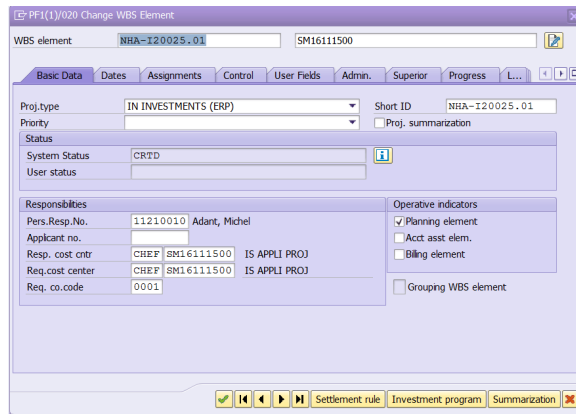 PF1(1)/020 Change WBS Element
WBS element NHA-I20025.01 SM16111500
Basic Data Dates Assignments Control User Fields Admin. Superior Progress L...
Proj.type IN INVESTMENTS (ERP) Short ID NHA-I20025.01
Priority Proj. summarization
Status
System Status CRTD
User status
Responsibilities Operative indicators
Pers.Resp.No. 11210010 Adant, Michel Planning element
Applicant no. Acct asst elem.
Resp. cost cntr CHEF SM16111500 IS APPLI PROJ Billing element
Req.cost center CHEF SM16111500 IS APPLI PROJ
Req. co.code 0001 Grouping WBS element
Settlement rule Investment program Summarization